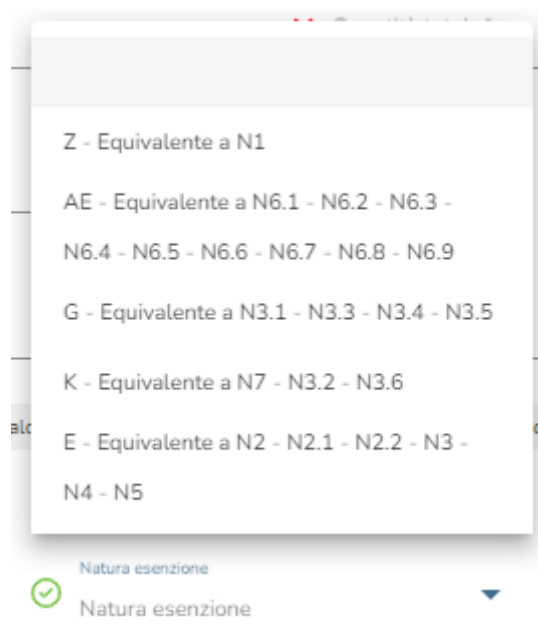 Z - Equivalente a N1
AE - Equivalente a N6.1 - N6.2 - N6.3 -
N6.4 - N6.5 - N6.6 - N6.7 - N6.8 - N6.9
G - Equivalente a N3.1 - N3.3 - N3.4 - N3.5
K - Equivalente a N7 - N3.2 - N3.6
E - Equivalente a N2 - N2.1 - N2.2 - N3 -
N4 - N5
Natura esenzione
Natura esenzione